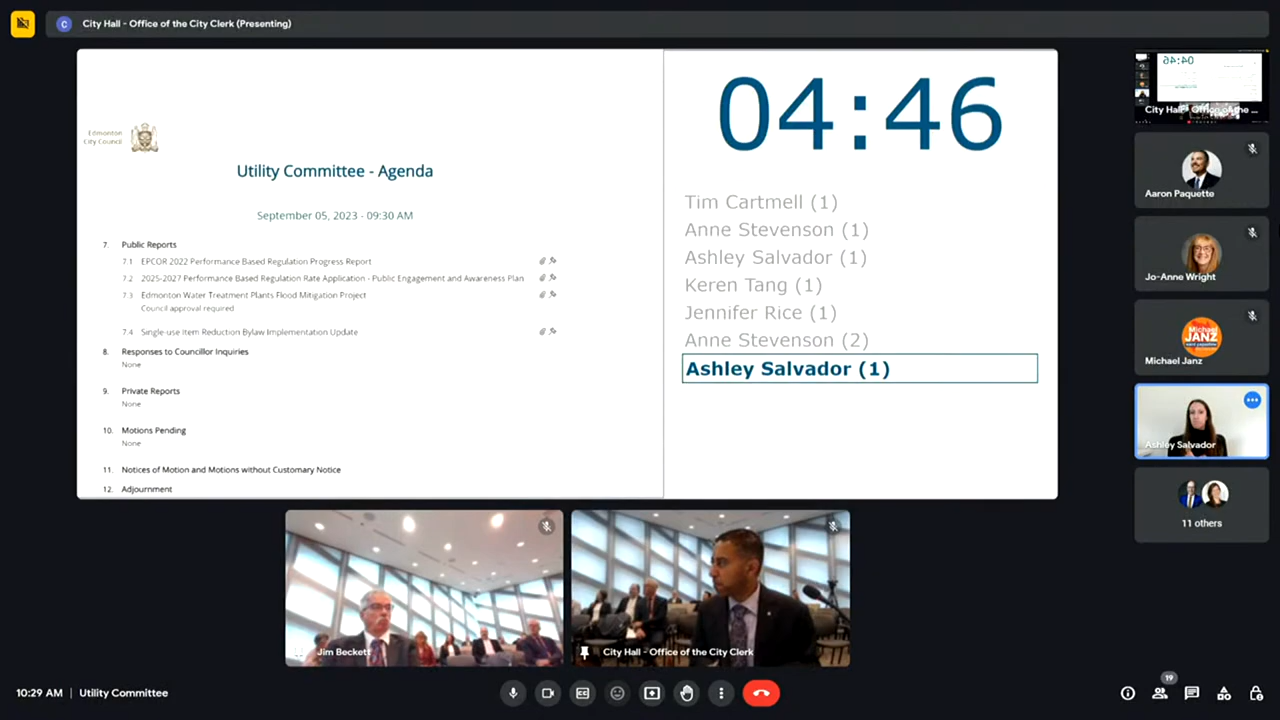 City Hall - Office of the City Clerk (Presenting)
Edmonton
City Council
Utility Committee - Agenda
September 05, 2023 - 09:30 AM
7. Public Reports
7.1 EPCOR 2022 Performance Based Regulation Progress Report
7.2 2025-2027 Performance Based Regulation Rate Application - Public Engagement and Awareness Plan
7.3 Edmonton Water Treatment Plants Flood Mitigation Project
Council approval required
7.4 Single-use Item Reduction Bylaw Implementation Update
8. Responses to Councillor Inquiries
None
9. Private Reports
None
10. Motions Pending
None
11. Notices of Motion and Motions without Customary Notice
12. Adjournment
04:46
Tim Cartmell (1)
Anne Stevenson (1)
Ashley Salvador (1)
Keren Tang (1)
Jennifer Rice (1)
Anne Stevenson (2)
Ashley Salvador (1)
City Hall - Office of the ...
Aaron Paquette
Jo-Anne Wright
Michael
JANZ
Michael Janz
Ashley Salvador
11 others
Jim Beckett
City Hall - Office of the City Clerk
10:29 AM | Utility Committee
19